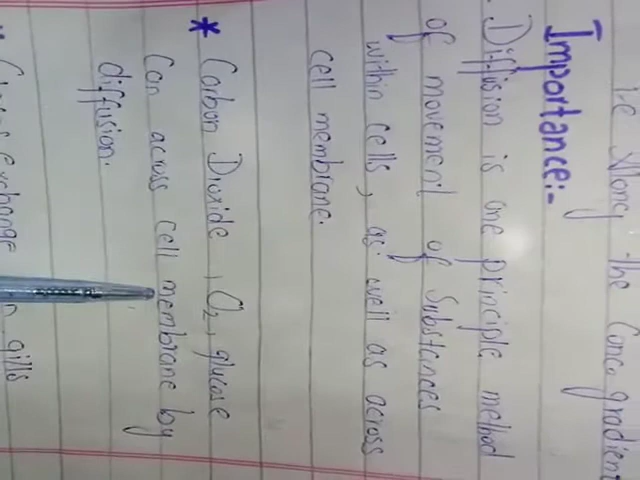 i.e Along the Conc gradient
Importance:-
Diffusion is one principle method
of movement of Substances
within cells, as well as across
cell membrane.
* Carbon Dioxide, O2, glucose
Can across cell membrane by
diffusion.
exchange gills